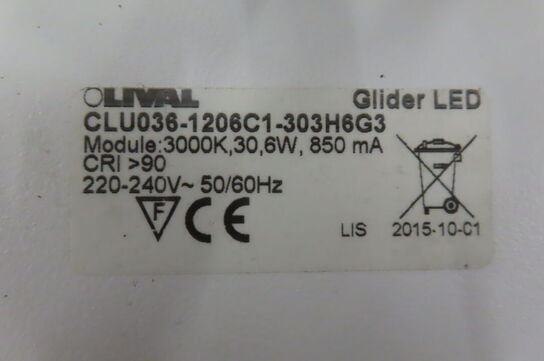 LIVAL Glider LED
CLU036-1206C1-303H6G3
Module:3000K,30,6W, 850 mA
CRI >90
220-240V~ 50/60Hz
F CE LIS 2015-10-01